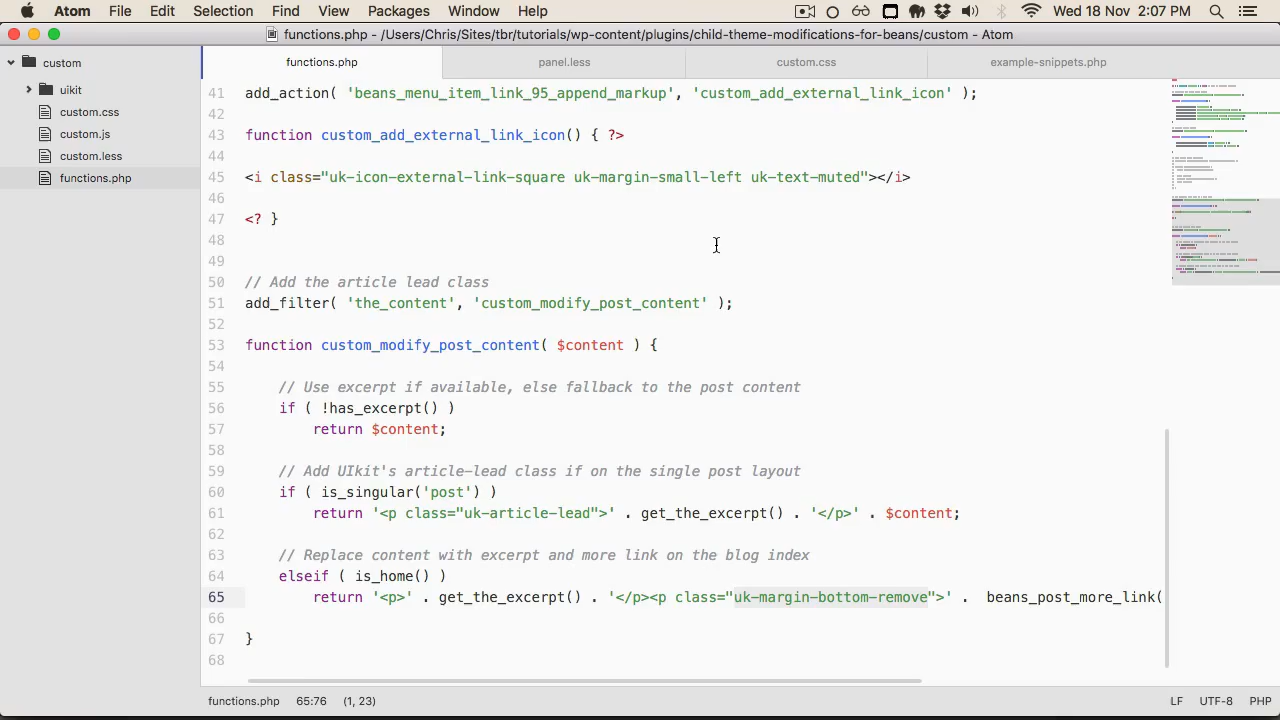 Atom File Edit Selection Find View Packages Window Help Wed 18 Nov 2:07 PM
functions.php - /Users/Chris/Sites/tbr/tutorials/wp-content/plugins/child-theme-modifications-for-beans/custom - Atom
custom
uikit
custom.css
custom.js
custom.less
functions.php
functions.php panel.less custom.css example-snippets.php
41 add_action( 'beans_menu_item_link_95_append_markup', 'custom_add_external_link_icon' );
42
43 function custom_add_external_link_icon() { ?>
44
45 <i class="uk-icon-external-link-square uk-margin-small-left uk-text-muted"></i>
46
47 <? }
48
49
50 // Add the article lead class
51 add_filter( 'the_content', 'custom_modify_post_content' );
52
53 function custom_modify_post_content( $content ) {
54
55 // Use excerpt if available, else fallback to the post content
56 if ( !has_excerpt() )
57 return $content;
58
59 // Add UIkit's article-lead class if on the single post layout
60 if ( is_singular('post') )
61 return '<p class="uk-article-lead">' . get_the_excerpt() . '</p>' . $content;
62
63 // Replace content with excerpt and more link on the blog index
64 elseif ( is_home() )
65 return '<p>' . get_the_excerpt() . '</p><p class="uk-margin-bottom-remove">' . beans_post_more_link(
66
67 }
68
functions.php 65:76 (1, 23) LF UTF-8 PHP